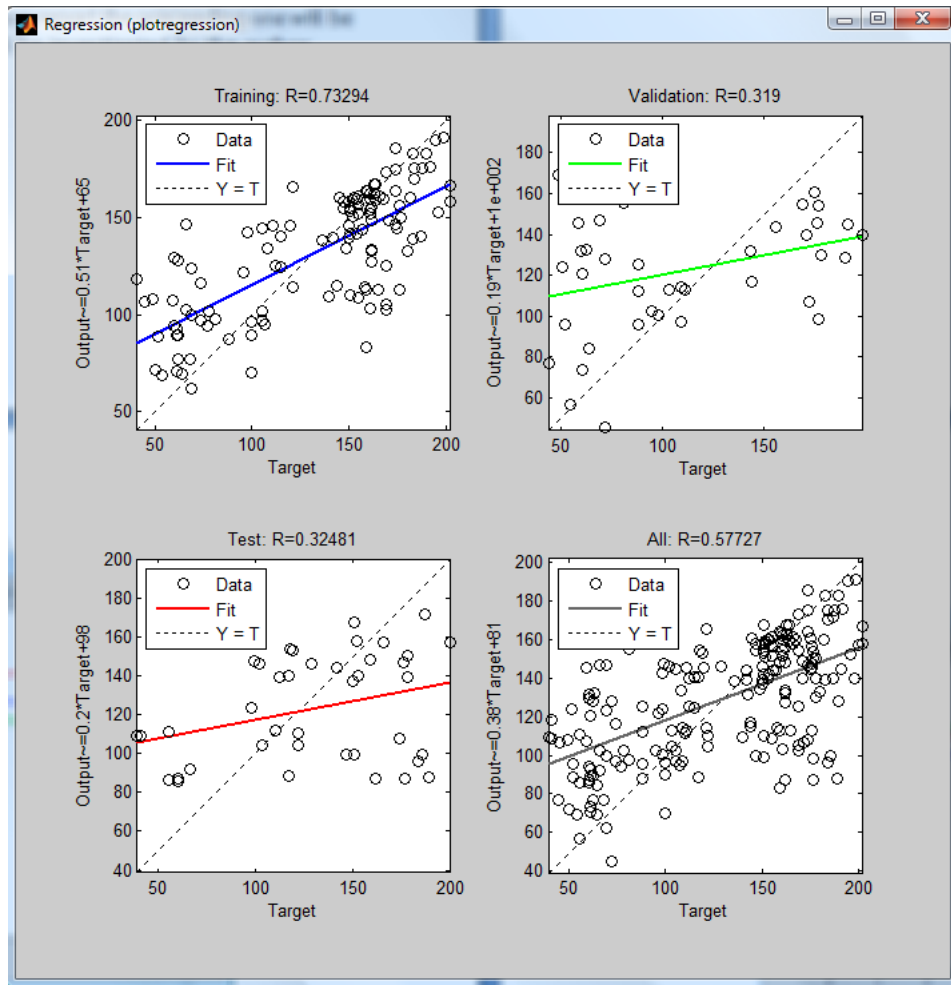 one will be
Regression (plotregression)
Training: R=0.73294
Data
Fit
Y = T
Output~=0.51*Target+65
200
150
100
50
50
100
150
200
Target
Validation: R=0.319
Data
Fit
Y = T
Output~=0.19*Target+1e+002
180
160
140
120
100
80
60
50
100
150
Target
Test: R=0.32481
Data
Fit
Y = T
Output~=0.2*Target+98
200
180
160
140
120
100
80
60
40
50
100
150
200
Target
All: R=0.57727
Data
Fit
Y = T
Output~=0.38*Target+81
200
180
160
140
120
100
80
60
40
50
100
150
200
Target